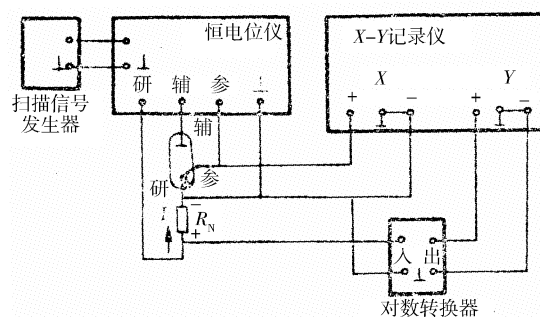 恒电位仪
研 辅 参
扫描信号
发生器
X-Y记录仪
X Y
+ − + −
辅
研 参
I
−
R_N
+
入 出
对数转换器